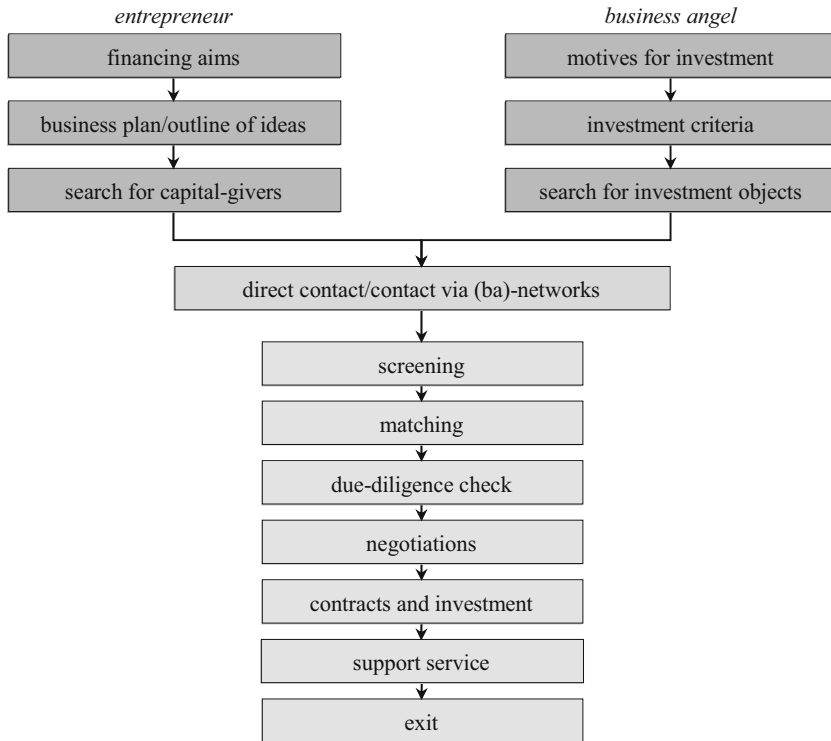 entrepreneur
financing aims
business plan/outline of ideas
search for capital-givers
business angel
motives for investment
investment criteria
search for investment objects
direct contact/contact via (ba)-networks
screening
matching
due-diligence check
negotiations
contracts and investment
support service
exit